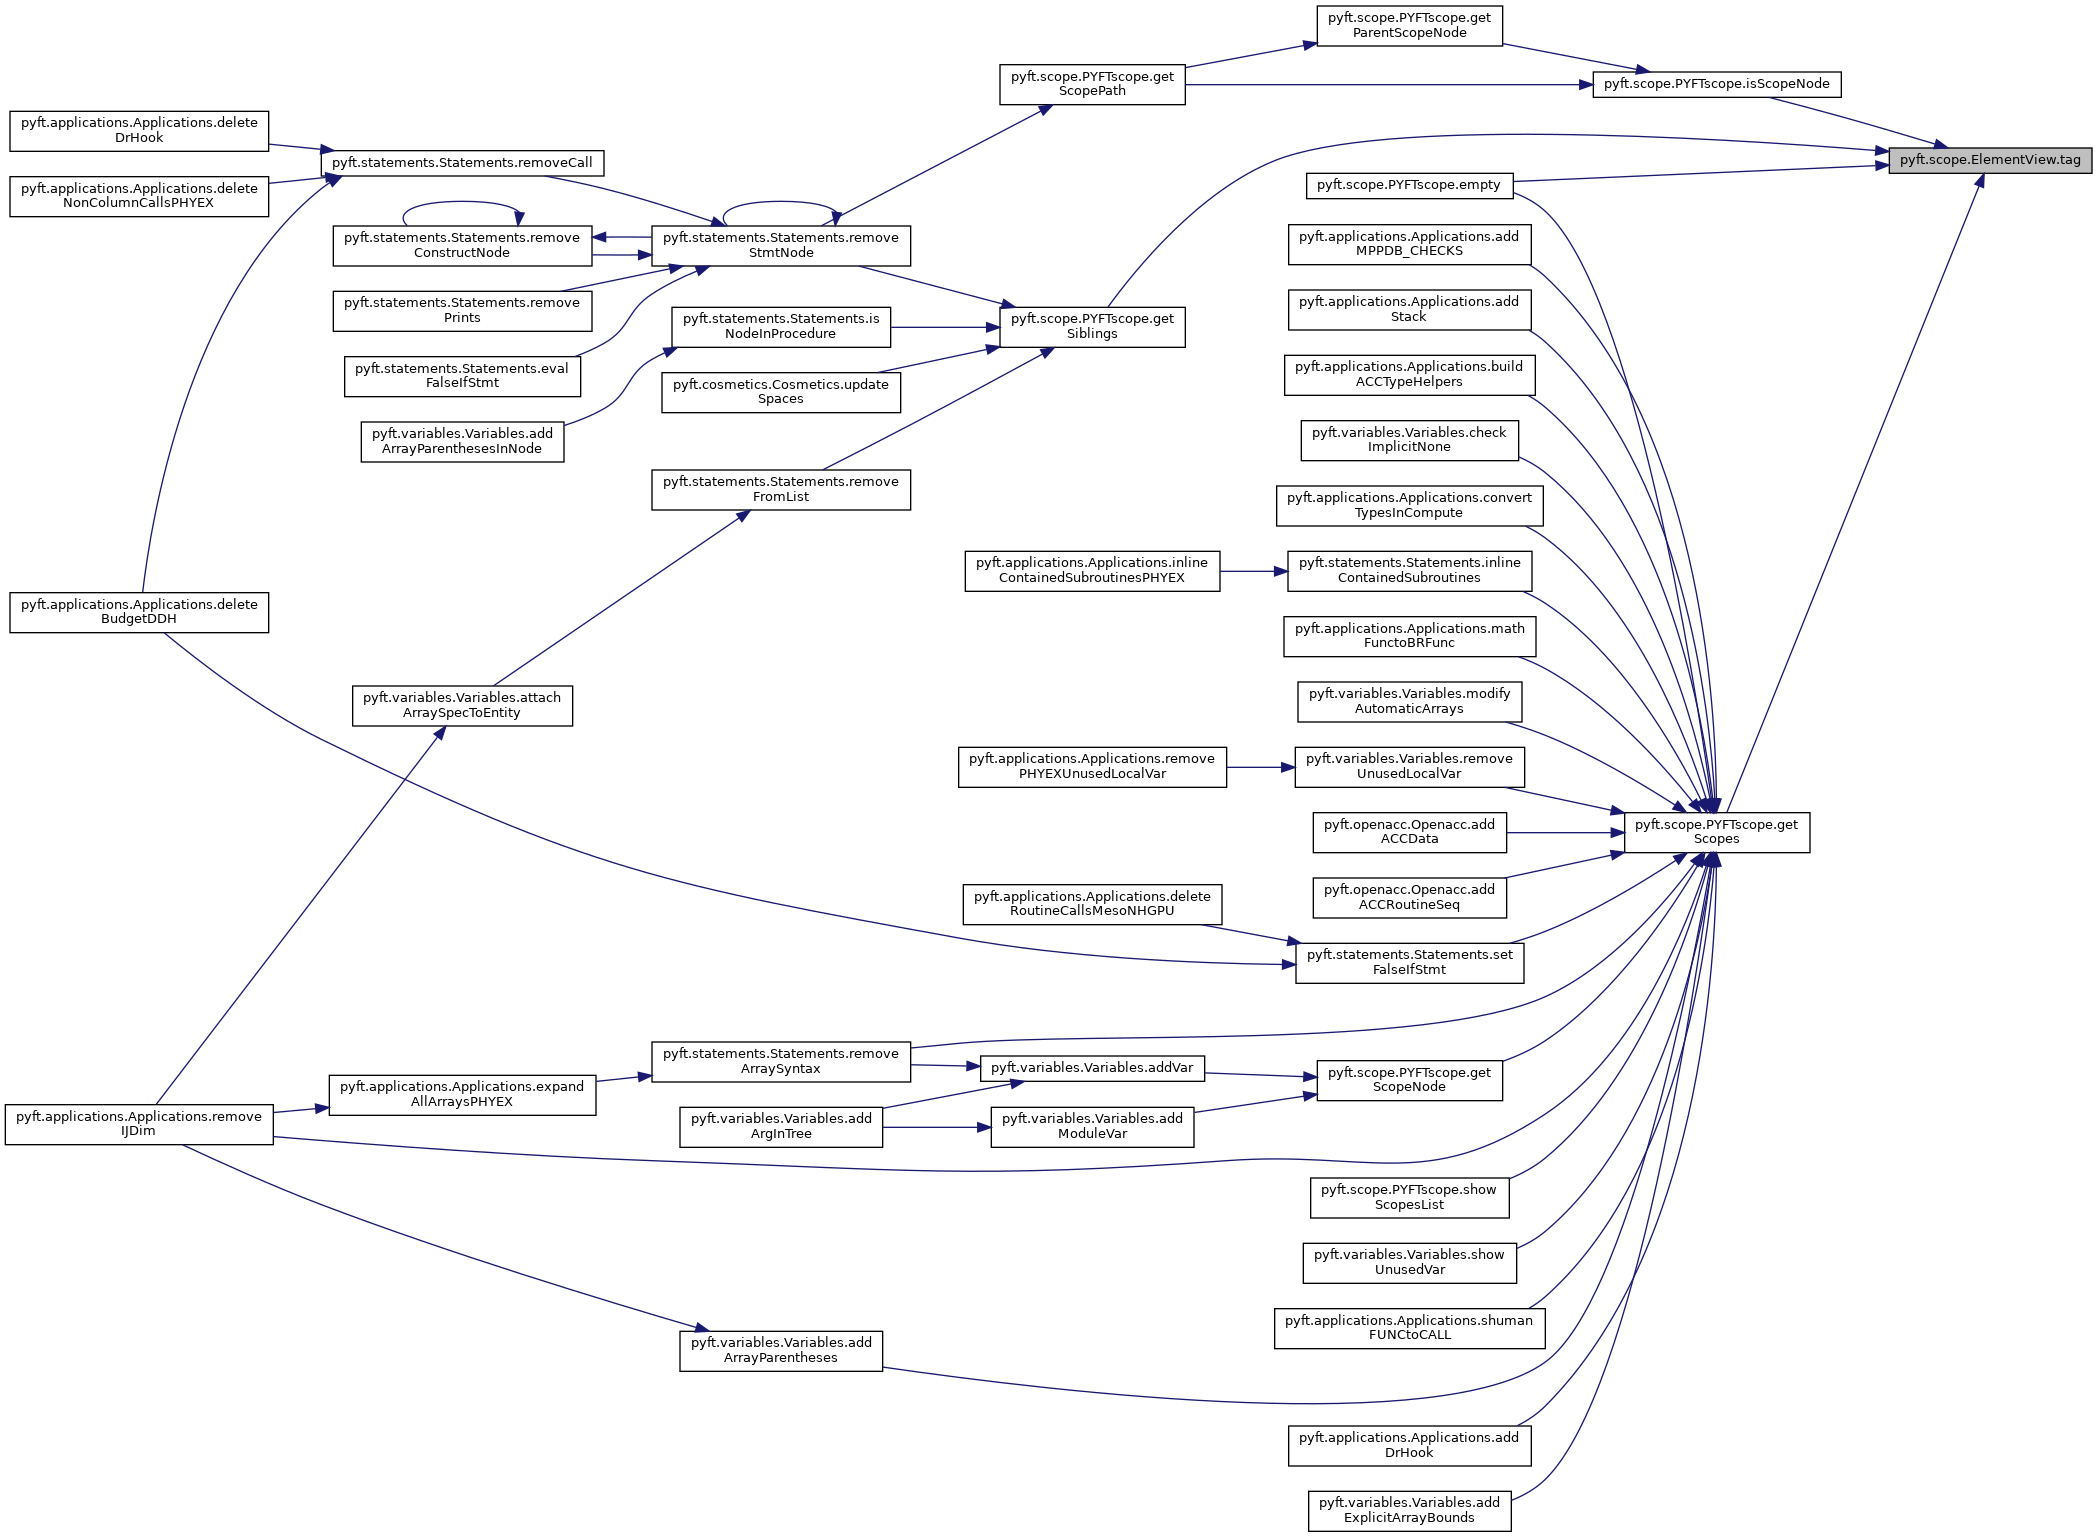 pyft.scope.PYFTscope.get
ParentScopeNode
pyft.scope.PYFTscope.get
ScopePath
pyft.scope.PYFTscope.isScopeNode
pyft.applications.Applications.delete
DrHook
pyft.statements.Statements.removeCall
pyft.scope.ElementView.tag
pyft.applications.Applications.delete
NonColumnCallsPHYEX
pyft.scope.PYFTscope.empty
pyft.statements.Statements.remove
ConstructNode
pyft.statements.Statements.remove
StmtNode
pyft.applications.Applications.add
MPPDB_CHECKS
pyft.statements.Statements.remove
Prints
pyft.statements.Statements.is
NodeInProcedure
pyft.scope.PYFTscope.get
Siblings
pyft.applications.Applications.add
Stack
pyft.statements.Statements.eval
FalseIfStmt
pyft.cosmetics.Cosmetics.update
Spaces
pyft.applications.Applications.build
ACCTypeHelpers
pyft.variables.Variables.add
ArrayParenthesesInNode
pyft.variables.Variables.check
ImplicitNone
pyft.statements.Statements.remove
FromList
pyft.applications.Applications.convert
TypesInCompute
pyft.applications.Applications.inline
ContainedSubroutinesPHYEX
pyft.statements.Statements.inline
ContainedSubroutines
pyft.applications.Applications.delete
BudgetDDH
pyft.applications.Applications.math
FunctoBRFunc
pyft.variables.Variables.attach
ArraySpecToEntity
pyft.variables.Variables.modify
AutomaticArrays
pyft.applications.Applications.remove
PHYEXUnusedLocalVar
pyft.variables.Variables.remove
UnusedLocalVar
pyft.openacc.Openacc.add
ACCData
pyft.scope.PYFTscope.get
Scopes
pyft.applications.Applications.delete
RoutineCallsMesoNHGPU
pyft.openacc.Openacc.add
ACCRoutineSeq
pyft.statements.Statements.set
FalseIfStmt
pyft.statements.Statements.remove
ArraySyntax
pyft.variables.Variables.addVar
pyft.scope.PYFTscope.get
ScopeNode
pyft.applications.Applications.expand
AllArraysPHYEX
pyft.applications.Applications.remove
IJDim
pyft.variables.Variables.add
ArgInTree
pyft.variables.Variables.add
ModuleVar
pyft.scope.PYFTscope.show
ScopesList
pyft.variables.Variables.show
UnusedVar
pyft.applications.Applications.shuman
FUNCtoCALL
pyft.variables.Variables.add
ArrayParentheses
pyft.applications.Applications.add
DrHook
pyft.variables.Variables.add
ExplicitArrayBounds